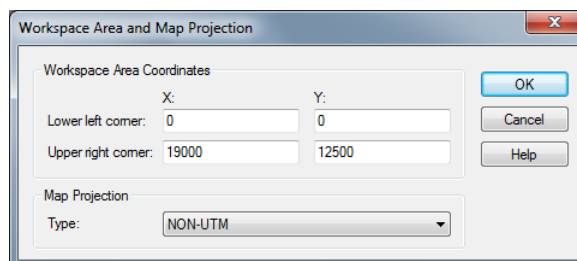 Workspace Area and Map Projection
Workspace Area Coordinates
X: Y:
Lower left corner: 0 0
Upper right corner: 19000 12500
Map Projection
Type: NON-UTM
OK
Cancel
Help